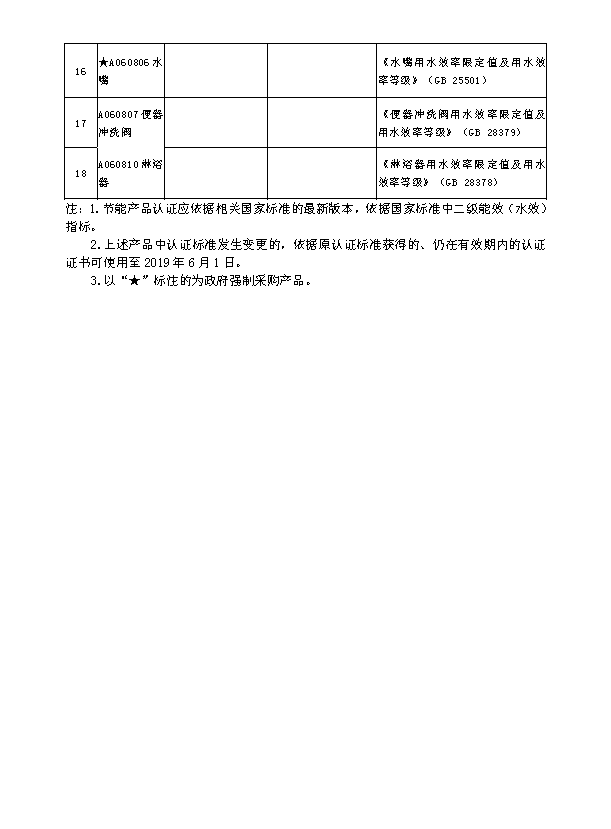 16
★A060806 水
嘴
《水嘴用水效率限定值及用水效
率等级》（GB 25501）
17
A060807 便器
冲洗阀
《便器冲洗阀用水效率限定值及
用水效率等级》（GB 28379）
18
A060810 淋浴
器
《淋浴器用水效率限定值及用水
效率等级》（GB 28378）
注：1.节能产品认证应依据相关国家标准的最新版本，依据国家标准中二级能效（水效）
指标。
2.上述产品中认证标准发生变更的，依据原认证标准获得的、仍在有效期内的认证
证书可使用至 2019 年 6 月 1 日。
3.以“★”标注的为政府强制采购产品。